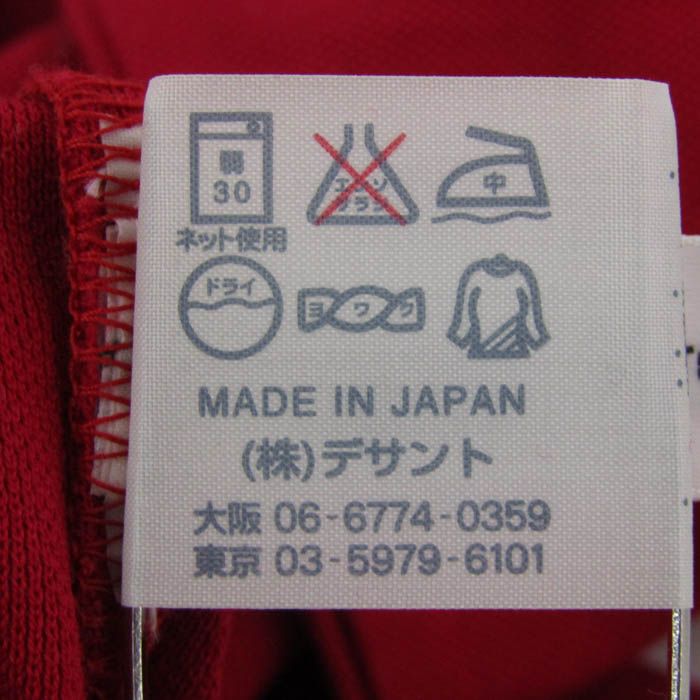 弱
30
エンソ
サラシ
中
ネット使用
ドライ
ヨワク
MADE IN JAPAN
(株)デサント
大阪 06-6774-0359
東京 03-5979-6101